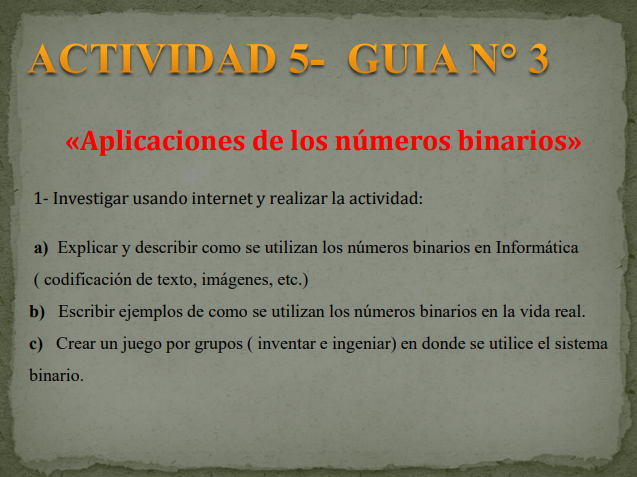 ACTIVIDAD 5- GUIA N° 3
«Aplicaciones de los números binarios»
1- Investigar usando internet y realizar la actividad:
a) Explicar y describir como se utilizan los números binarios en Informática
( codificación de texto, imágenes, etc.)
b) Escribir ejemplos de como se utilizan los números binarios en la vida real.
c) Crear un juego por grupos ( inventar e ingeniar) en donde se utilice el sistema
binario.